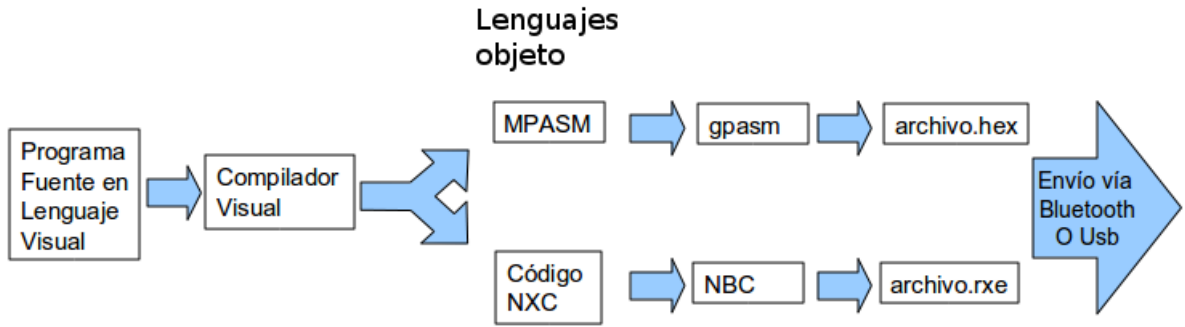 Lenguajes
objeto
Programa
Fuente en
Lenguaje
Visual
Compilador
Visual
MPASM
gpasm
archivo.hex
Código
NXC
NBC
archivo.rxe
Envío vía
Bluetooth
O Usb